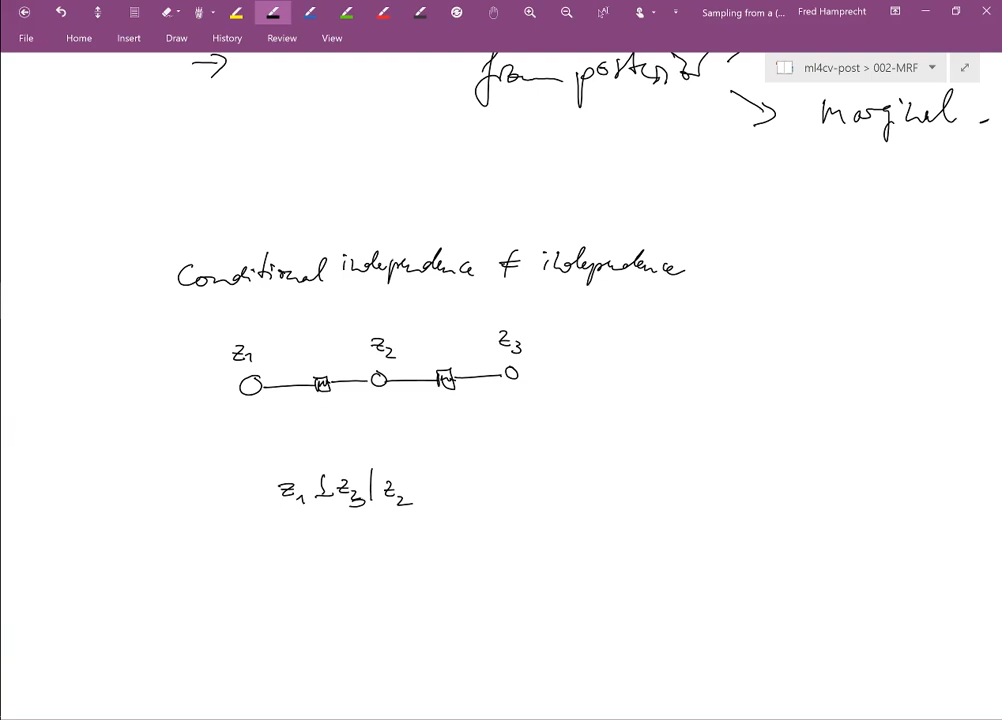 Sampling from a (... Fred Hamprecht
File Home Insert Draw History Review View
ml4cv-post > 002-MRF
→ from posterior
→ marginal.
Conditional independence ≠ independence
z1 z2 z3
z1 ⊥ z3 | z2